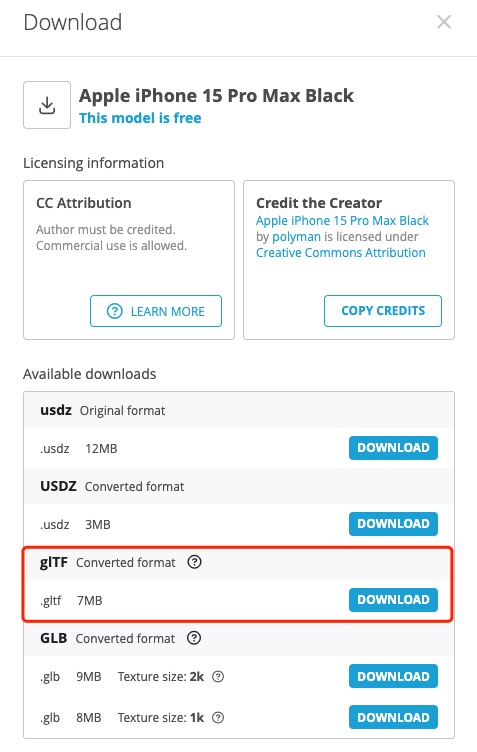 Download
Apple iPhone 15 Pro Max Black
This model is free
Licensing information
CC Attribution
Author must be credited.
Commercial use is allowed.
LEARN MORE
Credit the Creator
Apple iPhone 15 Pro Max Black
by polyman is licensed under
Creative Commons Attribution
COPY CREDITS
Available downloads
usdz Original format
.usdz 12MB DOWNLOAD
USDZ Converted format
.usdz 3MB DOWNLOAD
glTF Converted format ?
.gltf 7MB DOWNLOAD
GLB Converted format ?
.glb 9MB Texture size: 2k ? DOWNLOAD
.glb 8MB Texture size: 1k ? DOWNLOAD